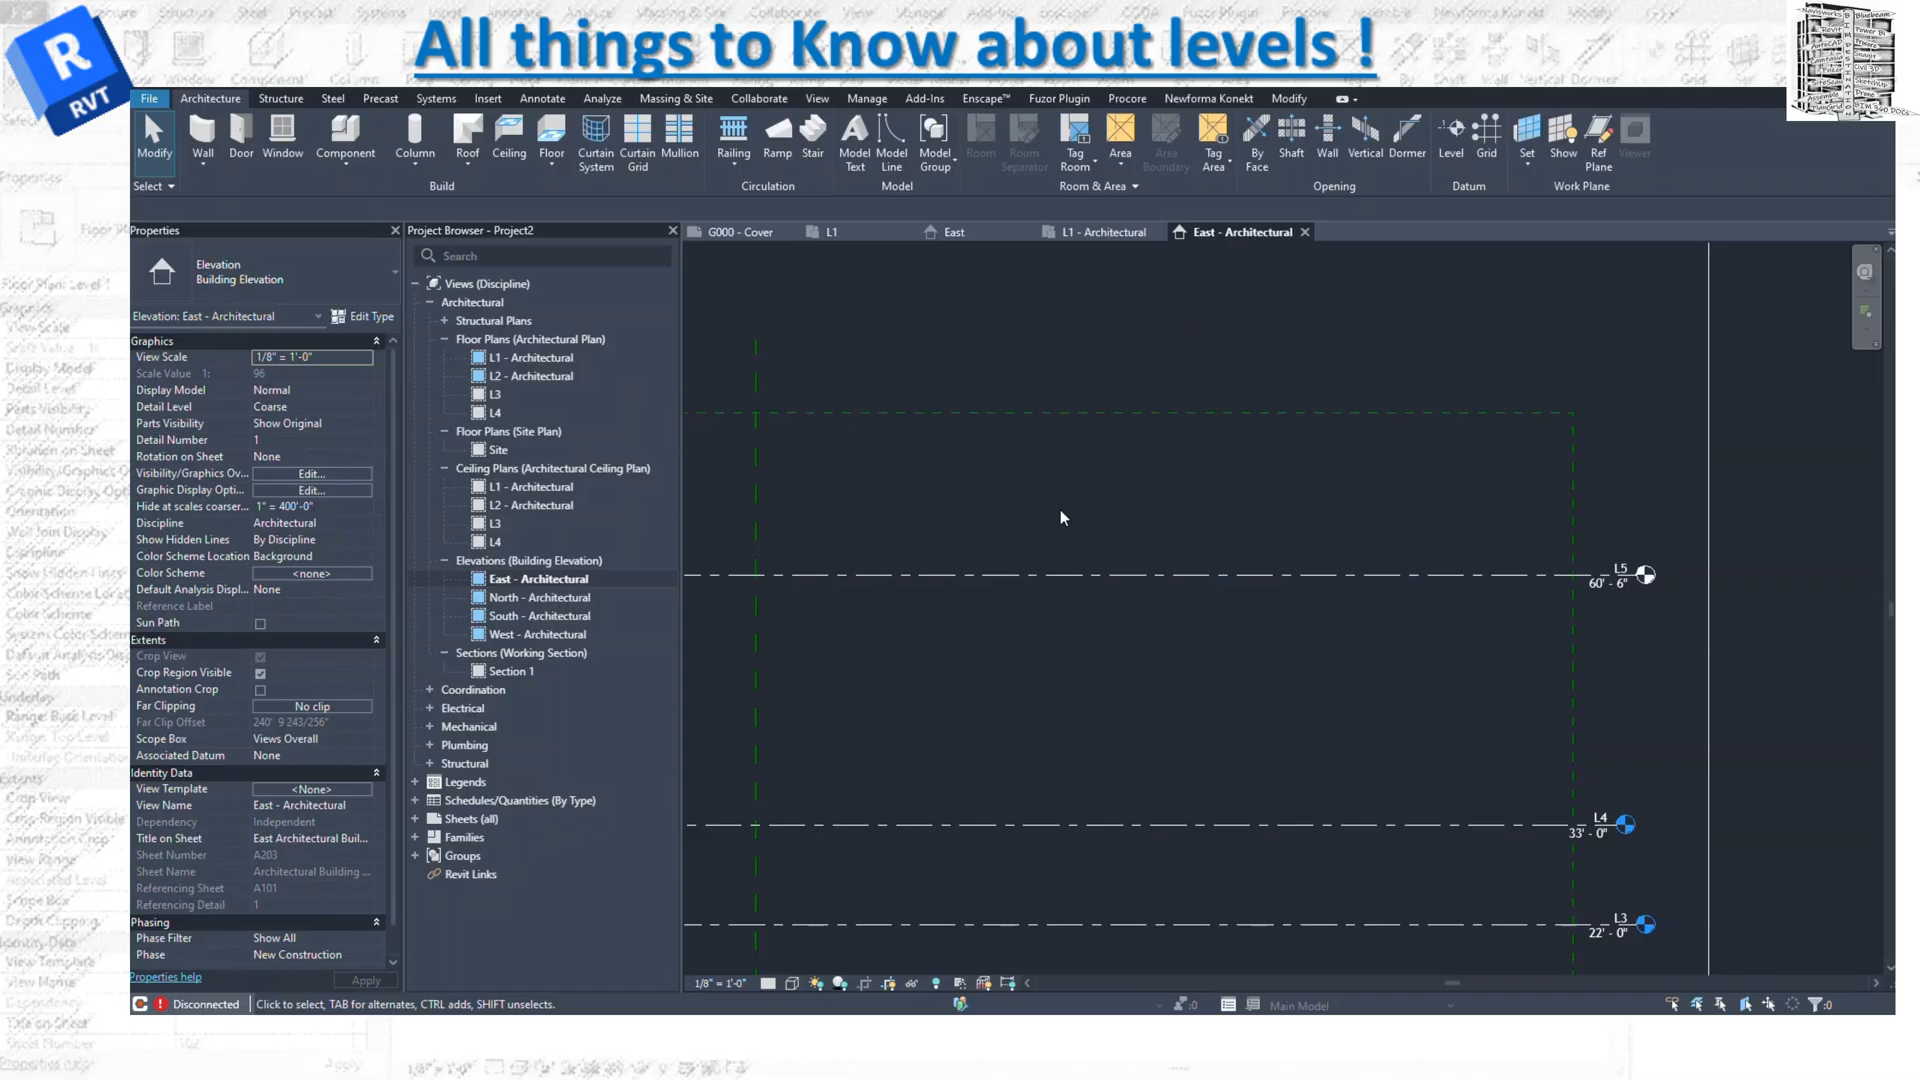 All things to Know about levels !
R
RVT
File Architecture Structure Steel Precast Systems Insert Annotate Analyze Massing & Site Collaborate View Manage Add-Ins Enscape™ Fuzor Plugin Procore Newforma Konekt Modify
Modify Wall Door Window Component Column Roof Ceiling Floor Curtain System Curtain Grid Mullion Railing Ramp Stair Model Text Model Line Model Group Room Room Separator Tag Room Area Area Boundary Tag Area By Face Shaft Wall Vertical Dormer Level Grid Set Show Ref Plane Viewer
Select Build Circulation Model Room & Area Opening Datum Work Plane
Properties
Elevation
Building Elevation
Elevation: East - Architectural Edit Type
Graphics
View Scale 1/8" = 1'-0"
Scale Value 1: 96
Display Model Normal
Detail Level Coarse
Parts Visibility Show Original
Detail Number 1
Rotation on Sheet None
Visibility/Graphics Ov... Edit...
Graphic Display Opti... Edit...
Hide at scales coarser... 1" = 400'-0"
Discipline Architectural
Show Hidden Lines By Discipline
Color Scheme Location Background
Color Scheme <none>
Default Analysis Displ... None
Reference Label
Sun Path
Extents
Crop View
Crop Region Visible
Annotation Crop
Far Clipping No clip
Far Clip Offset 240' 9 243/256"
Scope Box Views Overall
Associated Datum None
Identity Data
View Template <None>
View Name East - Architectural
Dependency Independent
Title on Sheet East Architectural Buil...
Sheet Number A203
Sheet Name Architectural Building ...
Referencing Sheet A101
Referencing Detail 1
Phasing
Phase Filter Show All
Phase New Construction
Properties help Apply
Project Browser - Project2
Search
Views (Discipline)
Architectural
Structural Plans
Floor Plans (Architectural Plan)
L1 - Architectural
L2 - Architectural
L3
L4
Floor Plans (Site Plan)
Site
Ceiling Plans (Architectural Ceiling Plan)
L1 - Architectural
L2 - Architectural
L3
L4
Elevations (Building Elevation)
East - Architectural
North - Architectural
South - Architectural
West - Architectural
Sections (Working Section)
Section 1
Coordination
Electrical
Mechanical
Plumbing
Structural
Legends
Schedules/Quantities (By Type)
Sheets (all)
Families
Groups
Revit Links
G000 - Cover L1 East L1 - Architectural East - Architectural
L5
60' - 6"
L4
33' - 0"
L3
22' - 0"
1/8" = 1'-0"
Disconnected Click to select, TAB for alternates, CTRL adds, SHIFT unselects. :0 Main Model :0